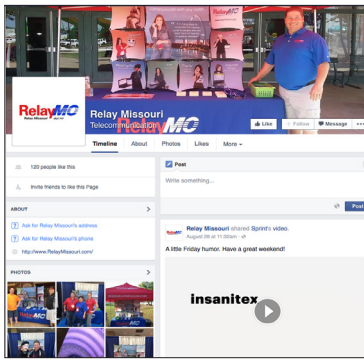 RelayMO
Relay Missouri
Telecommunication
Like
Follow
Message
Timeline
About
Photos
Likes
More
120 people like this
Invite friends to like this Page
ABOUT
Ask for Relay Missouri's address
Ask for Relay Missouri's phone
http://www.RelayMissouri.com/
PHOTOS
Post
Write something...
Post
Relay Missouri shared Sprint's video.
August 28 at 11:30am
A little Friday humor. Have a great weekend!
insanitex